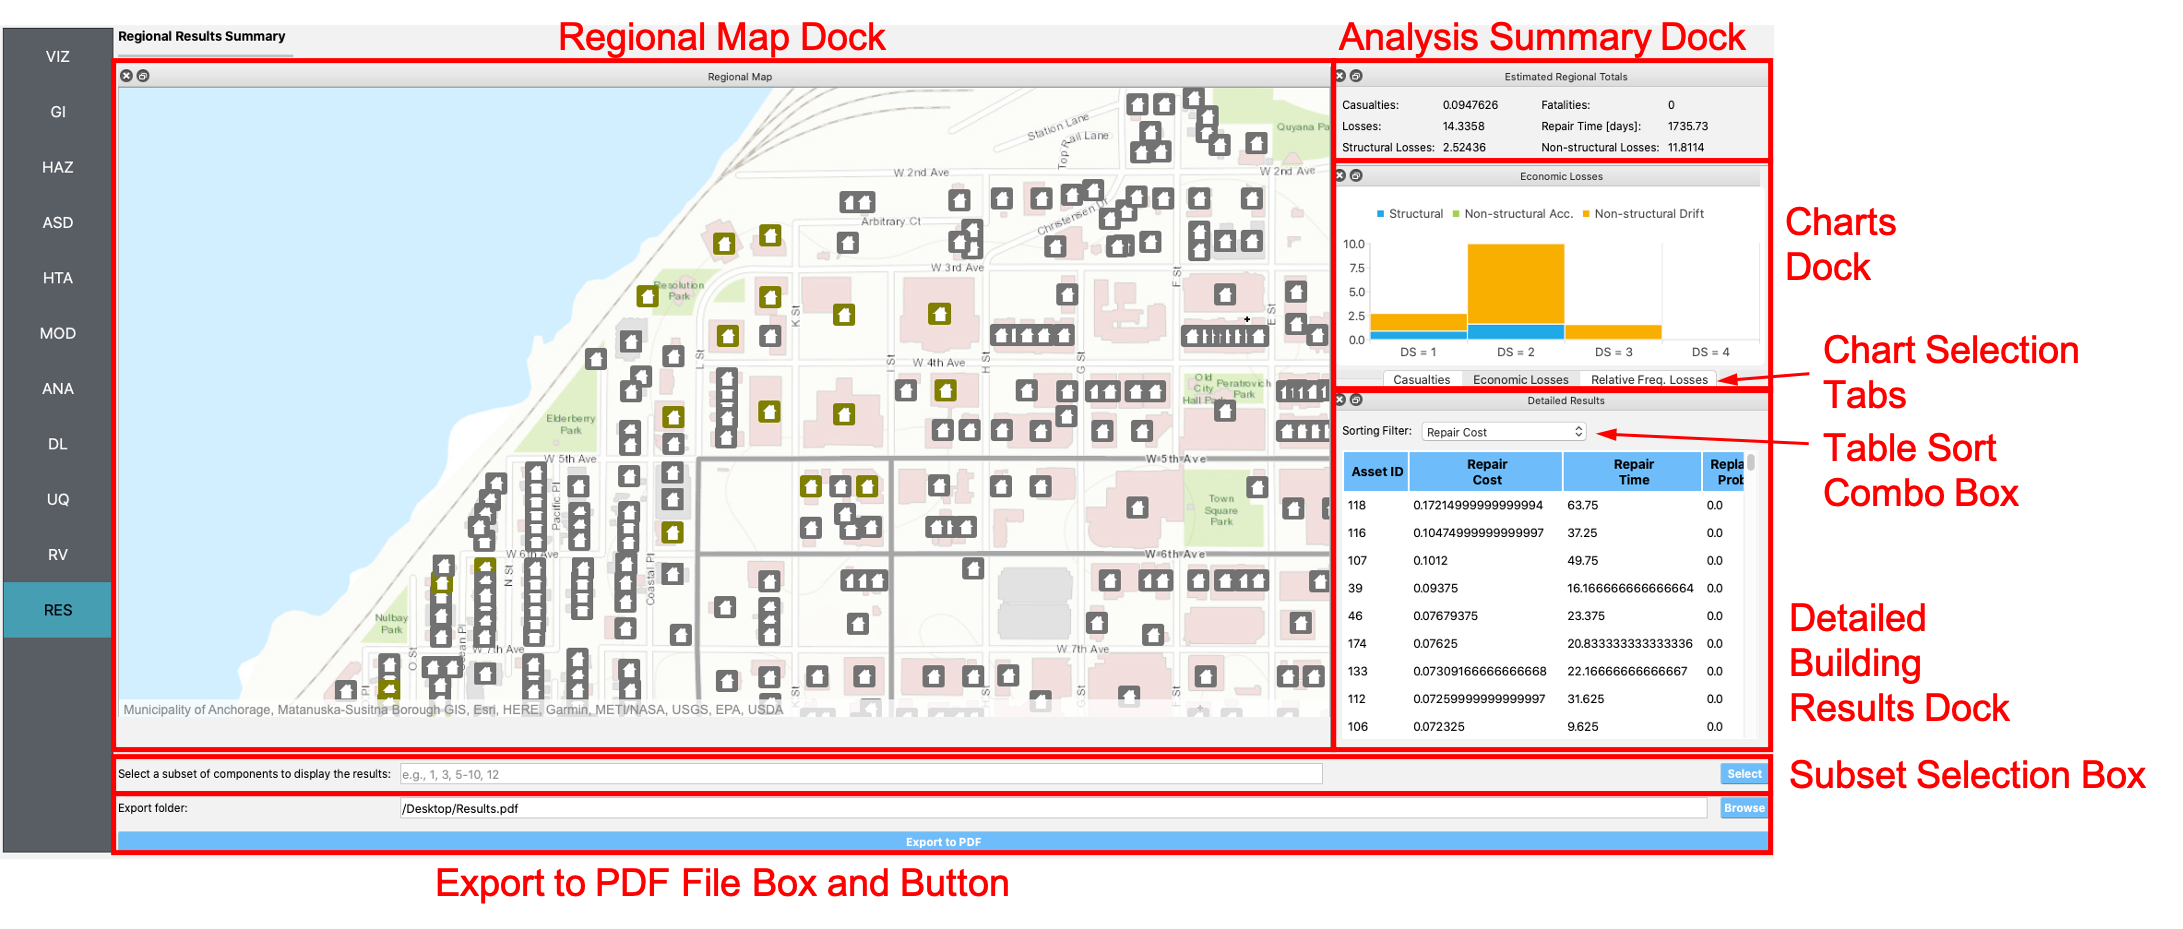 Regional Map Dock
Analysis Summary Dock
Regional Results Summary
VIZ
GI
HAZ
ASD
HTA
MOD
ANA
DL
UQ
RV
RES
Regional Map
Station Lane
Top Rail Lane
Quyana Pa
W 2nd Ave
W 2nd Ave
Arbitrary Ct
Christensen Dr
W 3rd Ave
F St
Resolution
Park
K St
E St
L St
I St
W 4th Ave
H St
G St
Old
City
Hall Park
Peratrovich
Park
Elderberry
Park
W 5th Ave
W 5th Ave
Pacific Pl
Town
Square
Park
W 6th Ave
W 6th Ave
N St
Coastal Pl
Nulbay
Park
O St
Ocean Pl
W 7th Ave
W 7th Ave
Pl
K St
H St
G St
F St
Municipality of Anchorage, Matanuska-Susitna Borough GIS, Esri, HERE, Garmin, METI/NASA, USGS, EPA, USDA
Estimated Regional Totals
Casualties: 0.0947626 Fatalities: 0
Losses: 14.3358 Repair Time [days]: 1735.73
Structural Losses: 2.52436 Non-structural Losses: 11.8114
Economic Losses
Structural Non-structural Acc. Non-structural Drift
10.0
7.5
5.0
2.5
0.0
DS = 1 DS = 2 DS = 3 DS = 4
Casualties Economic Losses Relative Freq. Losses
Charts
Dock
Chart Selection
Tabs
Detailed Results
Sorting Filter: Repair Cost
Table Sort
Combo Box
Asset ID Repair Cost Repair Time Repla Prob
118 0.17214999999999994 63.75 0.0
116 0.10474999999999997 37.25 0.0
107 0.1012 49.75 0.0
39 0.09375 16.166666666666664 0.0
46 0.07679375 23.375 0.0
174 0.07625 20.833333333333336 0.0
133 0.07309166666666668 22.16666666666667 0.0
112 0.07259999999999997 31.625 0.0
106 0.072325 9.625 0.0
Detailed
Building
Results Dock
Select a subset of components to display the results: e.g., 1, 3, 5-10, 12 Select
Subset Selection Box
Export folder: /Desktop/Results.pdf Browse
Export to PDF
Export to PDF File Box and Button